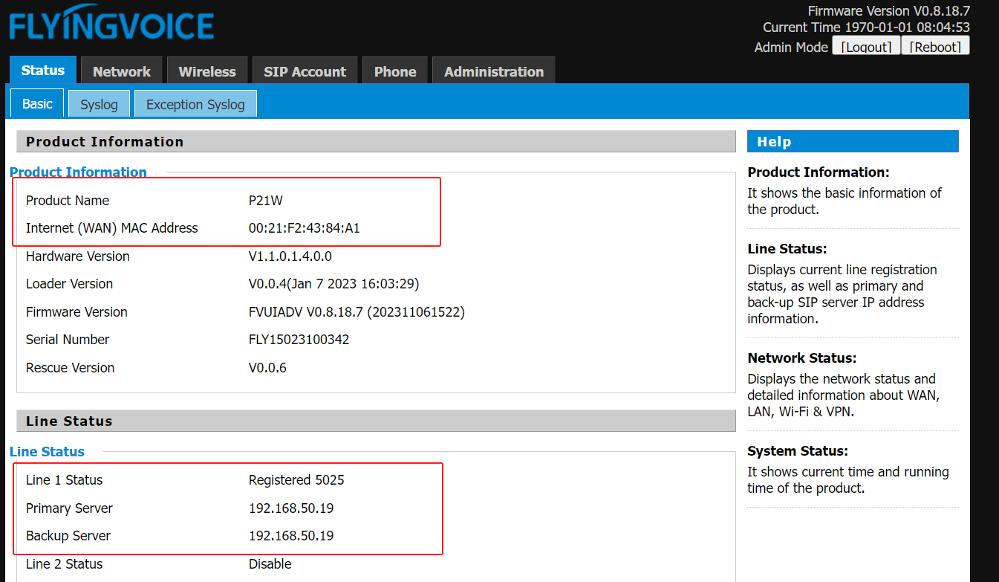 FLYINGVOICE
Firmware Version V0.8.18.7
Current Time 1970-01-01 08:04:53
Admin Mode [Logout] [Reboot]
Status Network Wireless SIP Account Phone Administration
Basic Syslog Exception Syslog
Product Information
Product Information
Product Name P21W
Internet (WAN) MAC Address 00:21:F2:43:84:A1
Hardware Version V1.1.0.1.4.0.0
Loader Version V0.0.4(Jan 7 2023 16:03:29)
Firmware Version FVUIADV V0.8.18.7 (202311061522)
Serial Number FLY15023100342
Rescue Version V0.0.6
Line Status
Line Status
Line 1 Status Registered 5025
Primary Server 192.168.50.19
Backup Server 192.168.50.19
Line 2 Status Disable
Help
Product Information:
It shows the basic information of
the product.
Line Status:
Displays current line registration
status, as well as primary and
back-up SIP server IP address
information.
Network Status:
Displays the network status and
detailed information about WAN,
LAN, Wi-Fi & VPN.
System Status:
It shows current time and running
time of the product.